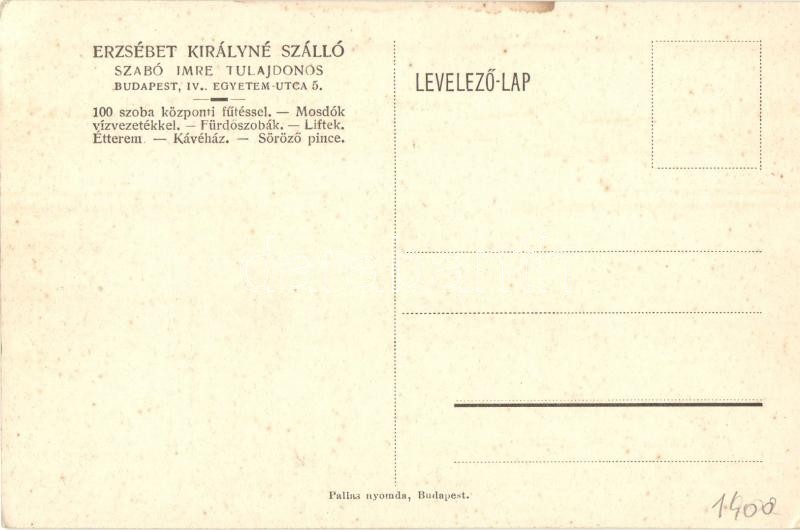 ERZSÉBET KIRÁLYNÉ SZÁLLÓ
SZABÓ IMRE TULAJDONOS
BUDAPEST, IV.. EGYETEM-UTCA 5.
100 szoba központi fűtéssel. — Mosdók
vízvezetékkel. — Fürdőszobák. — Liftek.
Étterem — Kávéház. — Söröző pince.
LEVELEZŐ-LAP
Pallas nyomda, Budapest.
1400